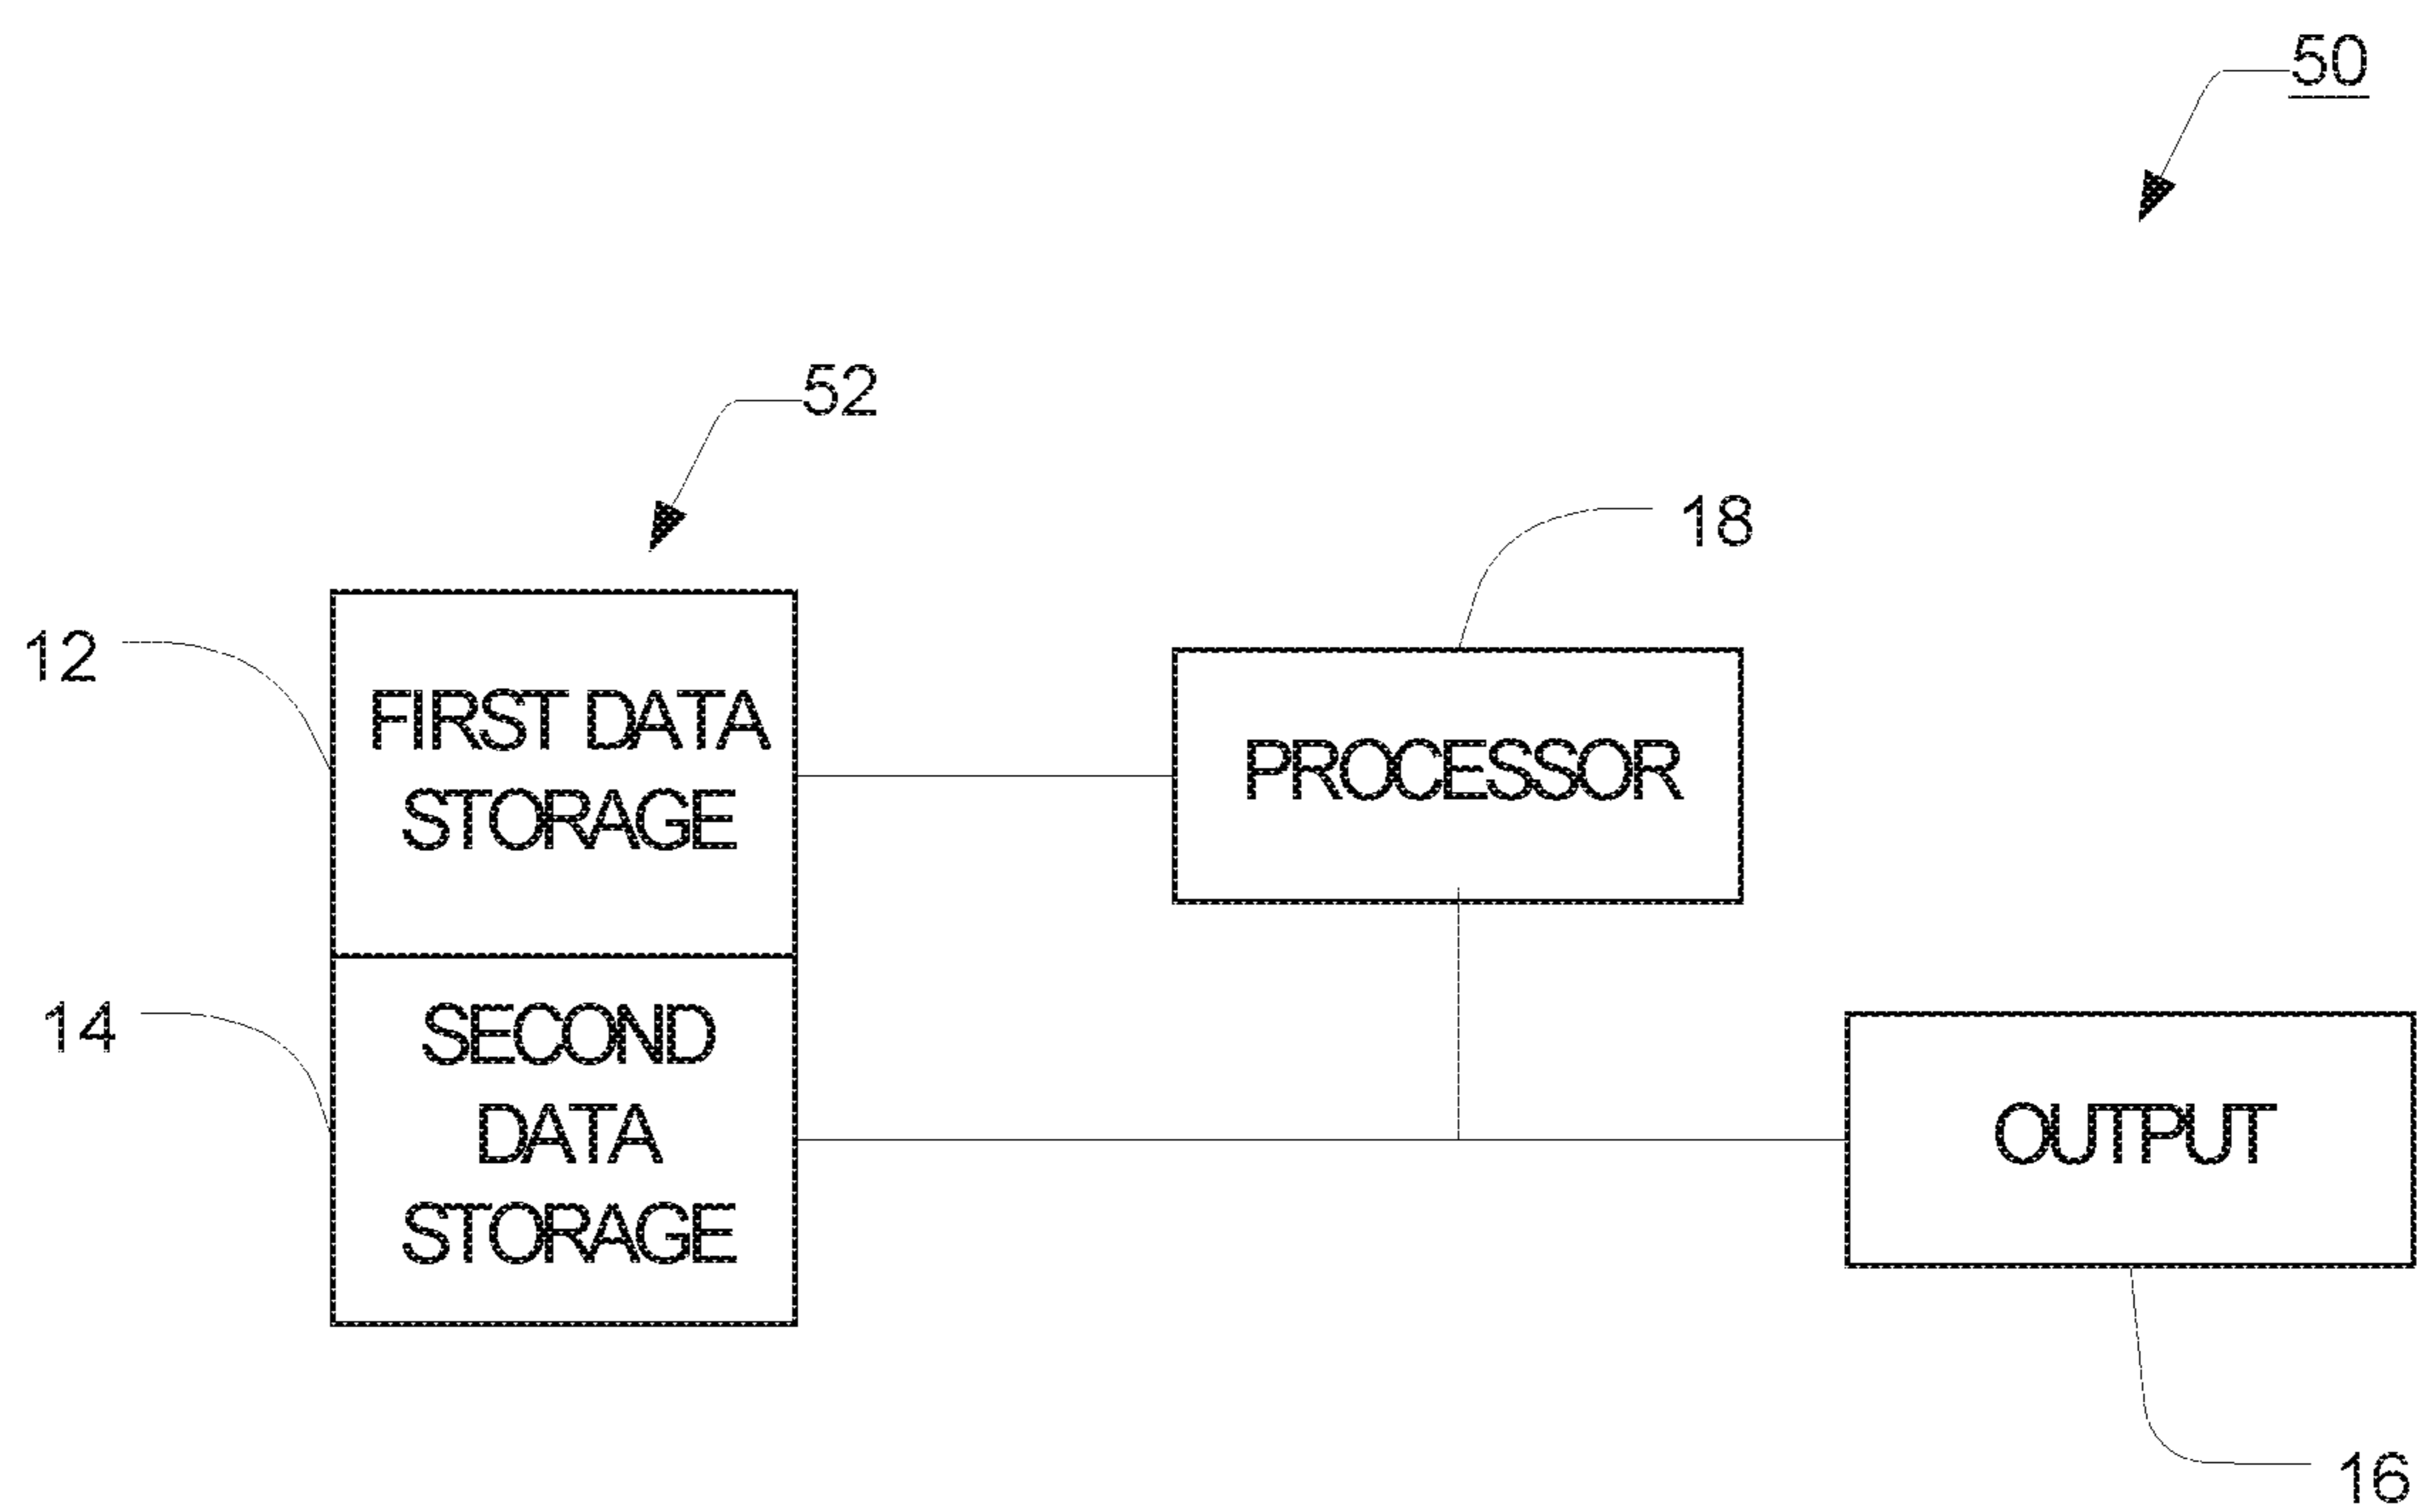 50
52
18
12
FIRST DATA
STORAGE
PROCESSOR
14
SECOND
DATA
STORAGE
OUTPUT
16